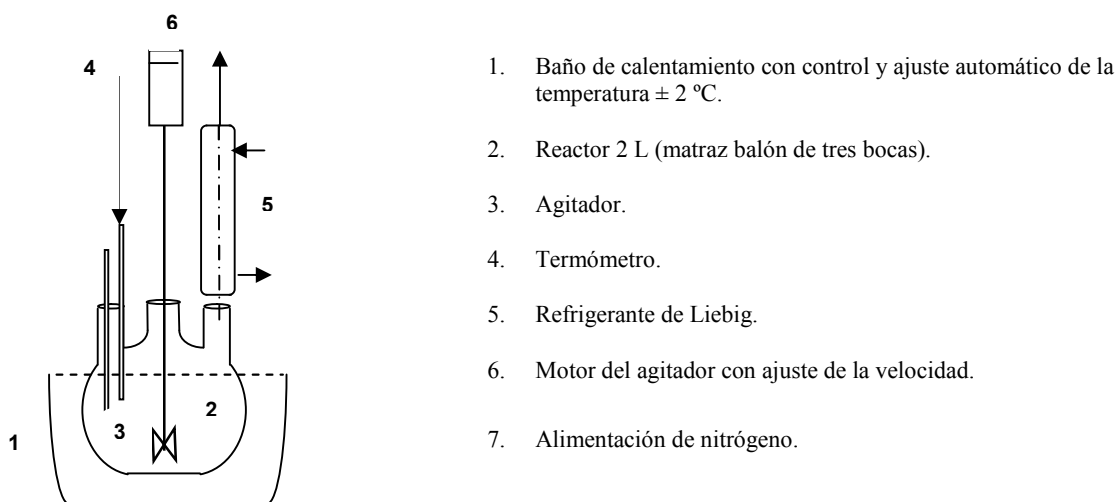 6
4
5
2
3
1
1. Baño de calentamiento con control y ajuste automático de la
temperatura ± 2 ºC.
2. Reactor 2 L (matraz balón de tres bocas).
3. Agitador.
4. Termómetro.
5. Refrigerante de Liebig.
6. Motor del agitador con ajuste de la velocidad.
7. Alimentación de nitrógeno.